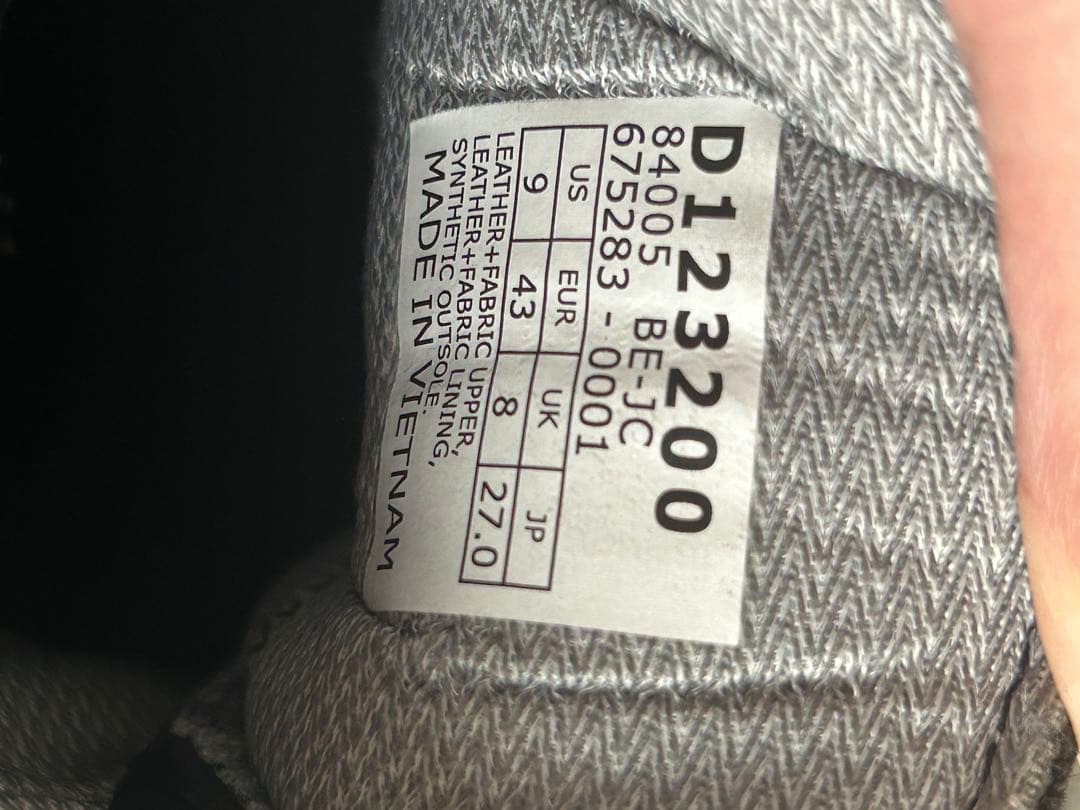 D123200
84005 BE-JC
675283 - 0001
US EUR UK JP
9 43 8 27.0
LEATHER+FABRIC UPPER,
LEATHER+FABRIC LINING,
SYNTHETIC OUTSOLE.
MADE IN VIETNAM